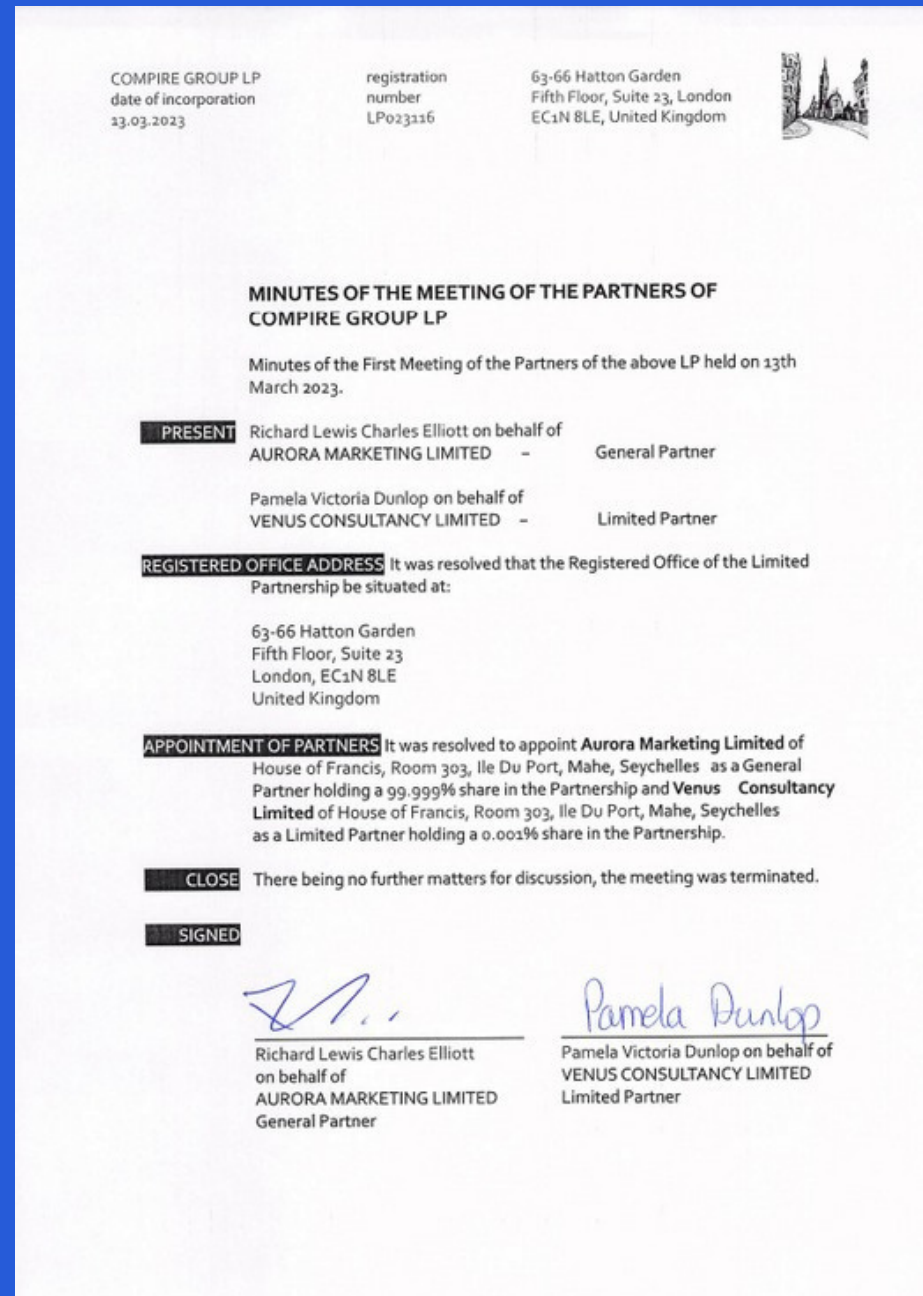 COMPIRE GROUP LP
date of incorporation
13.03.2023
registration
number
LP023116
63-66 Hatton Garden
Fifth Floor, Suite 23, London
EC1N 8LE, United Kingdom
MINUTES OF THE MEETING OF THE PARTNERS OF
COMPIRE GROUP LP
Minutes of the First Meeting of the Partners of the above LP held on 13th
March 2023.
PRESENT Richard Lewis Charles Elliott on behalf of
AURORA MARKETING LIMITED – General Partner
Pamela Victoria Dunlop on behalf of
VENUS CONSULTANCY LIMITED – Limited Partner
REGISTERED OFFICE ADDRESS It was resolved that the Registered Office of the Limited
Partnership be situated at:
63-66 Hatton Garden
Fifth Floor, Suite 23
London, EC1N 8LE
United Kingdom
APPOINTMENT OF PARTNERS It was resolved to appoint Aurora Marketing Limited of
House of Francis, Room 303, Ile Du Port, Mahe, Seychelles as a General
Partner holding a 99.999% share in the Partnership and Venus Consultancy
Limited of House of Francis, Room 303, Ile Du Port, Mahe, Seychelles
as a Limited Partner holding a 0.001% share in the Partnership.
CLOSE There being no further matters for discussion, the meeting was terminated.
SIGNED
Pamela Dunlop
Richard Lewis Charles Elliott
on behalf of
AURORA MARKETING LIMITED
General Partner
Pamela Victoria Dunlop on behalf of
VENUS CONSULTANCY LIMITED
Limited Partner